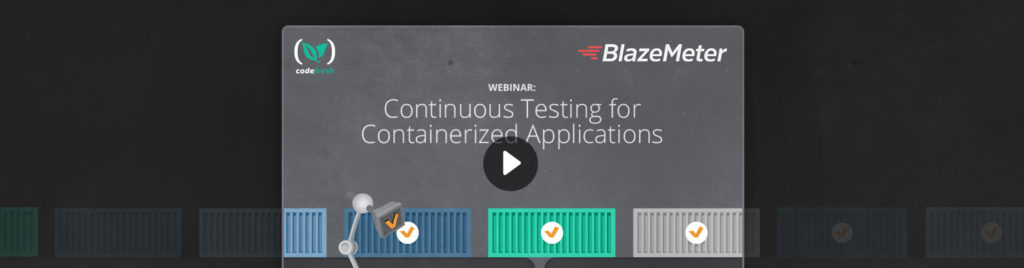 codefresh
BlazeMeter
WEBINAR:
Continuous Testing for
Containerized Applications